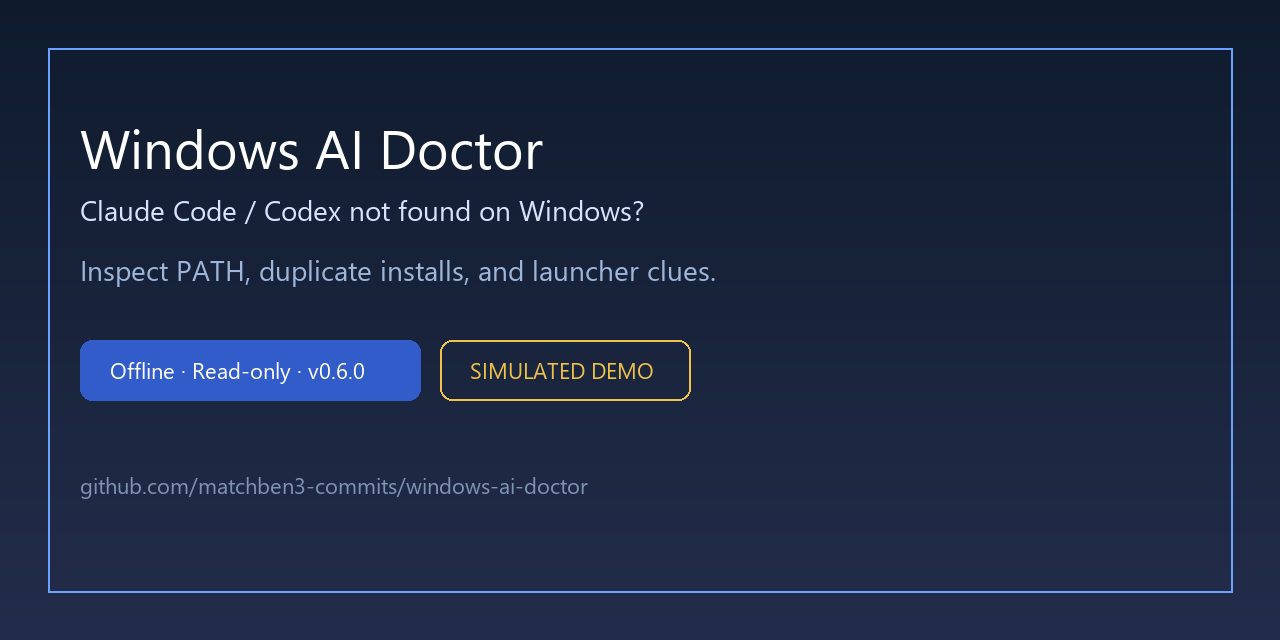 Windows AI Doctor
Claude Code / Codex not found on Windows?
Inspect PATH, duplicate installs, and launcher clues.
Offline · Read-only · v0.6.0
SIMULATED DEMO
github.com/matchben3-commits/windows-ai-doctor